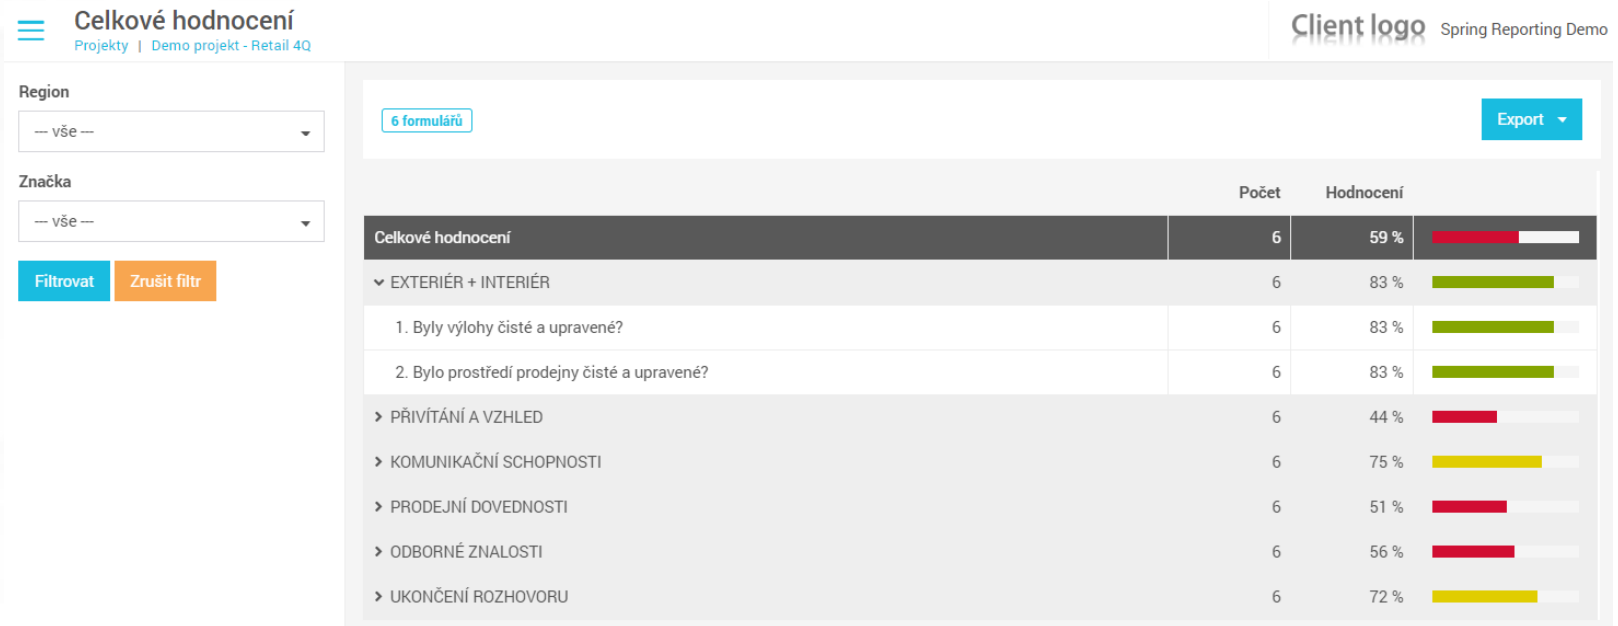 Celkové hodnocení
Projekty | Demo projekt - Retail 4Q
Client logo
Spring Reporting Demo
Region
--- vše ---
Značka
--- vše ---
Filtrovat
Zrušit filtr
6 formulářů
Export
Počet Hodnocení
Celkové hodnocení 6 59 %
EXTERIÉR + INTERIÉR 6 83 %
1. Byly výlohy čisté a upravené? 6 83 %
2. Bylo prostředí prodejny čisté a upravené? 6 83 %
PŘIVÍTÁNÍ A VZHLED 6 44 %
KOMUNIKAČNÍ SCHOPNOSTI 6 75 %
PRODEJNÍ DOVEDNOSTI 6 51 %
ODBORNÉ ZNALOSTI 6 56 %
UKONČENÍ ROZHOVORU 6 72 %